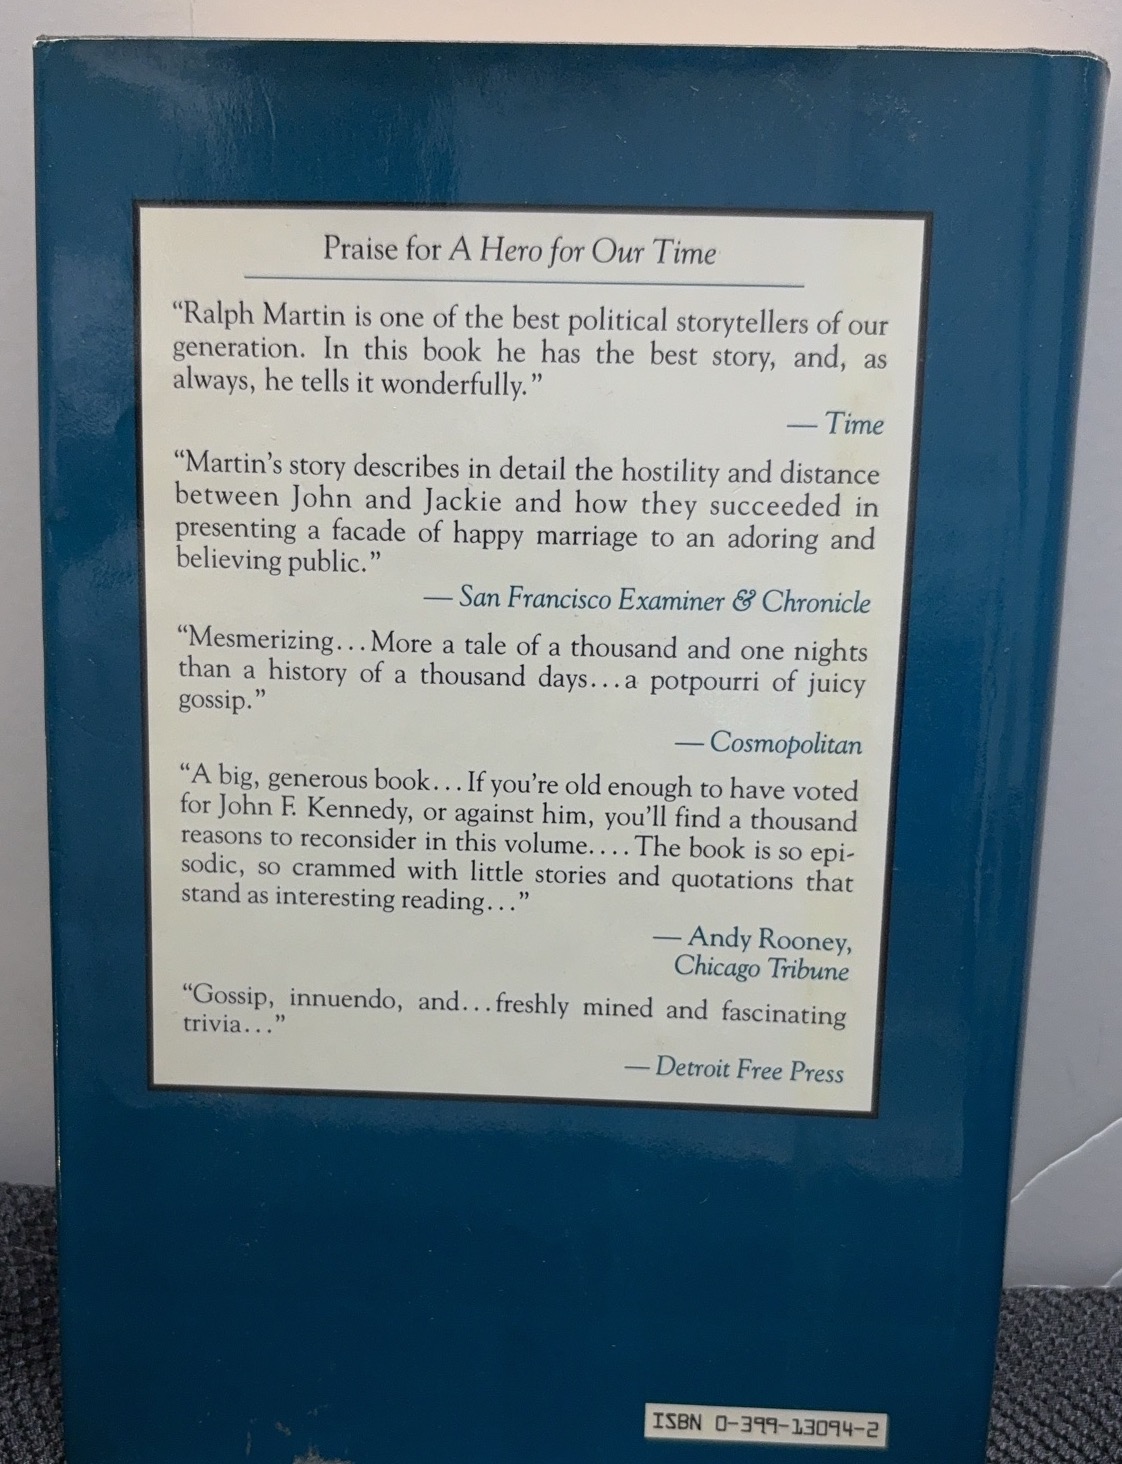 Praise for A Hero for Our Time
“Ralph Martin is one of the best political storytellers of our
generation. In this book he has the best story, and, as
always, he tells it wonderfully.”
— Time
“Martin’s story describes in detail the hostility and distance
between John and Jackie and how they succeeded in
presenting a facade of happy marriage to an adoring and
believing public.”
— San Francisco Examiner & Chronicle
“Mesmerizing...More a tale of a thousand and one nights
than a history of a thousand days...a potpourri of juicy
gossip.”
— Cosmopolitan
“A big, generous book...If you’re old enough to have voted
for John F. Kennedy, or against him, you’ll find a thousand
reasons to reconsider in this volume....The book is so epi-
sodic, so crammed with little stories and quotations that
stand as interesting reading...”
— Andy Rooney,
Chicago Tribune
“Gossip, innuendo, and...freshly mined and fascinating
trivia...”
— Detroit Free Press
ISBN 0-399-13094-2